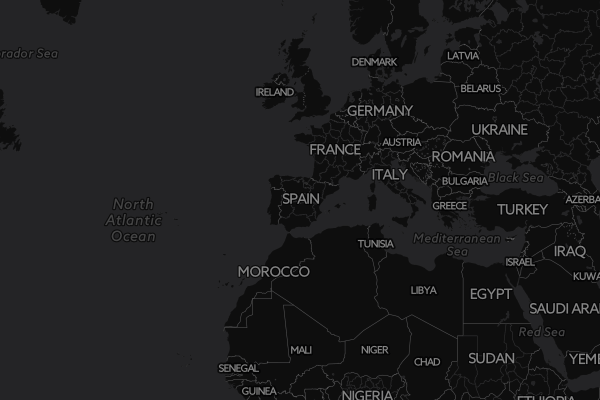 rador Sea
LATVIA
DENMARK
BELARUS
IRELAND
GERMANY
UKRAINE
AUSTRIA
FRANCE
ROMANIA
ITALY
Black Sea
BULGARIA
SPAIN
AZERBA
North
Atlantic
Ocean
GREECE
TURKEY
TUNISIA
Mediterranean
Sea
IRAQ
ISRAEL
MOROCCO
KUWA
LIBYA
EGYPT
SAUDI ARA
Red Sea
MALI
NIGER
CHAD
SUDAN
YEME
SENEGAL
GUINEA
NIGERIA
ETHIOPIA